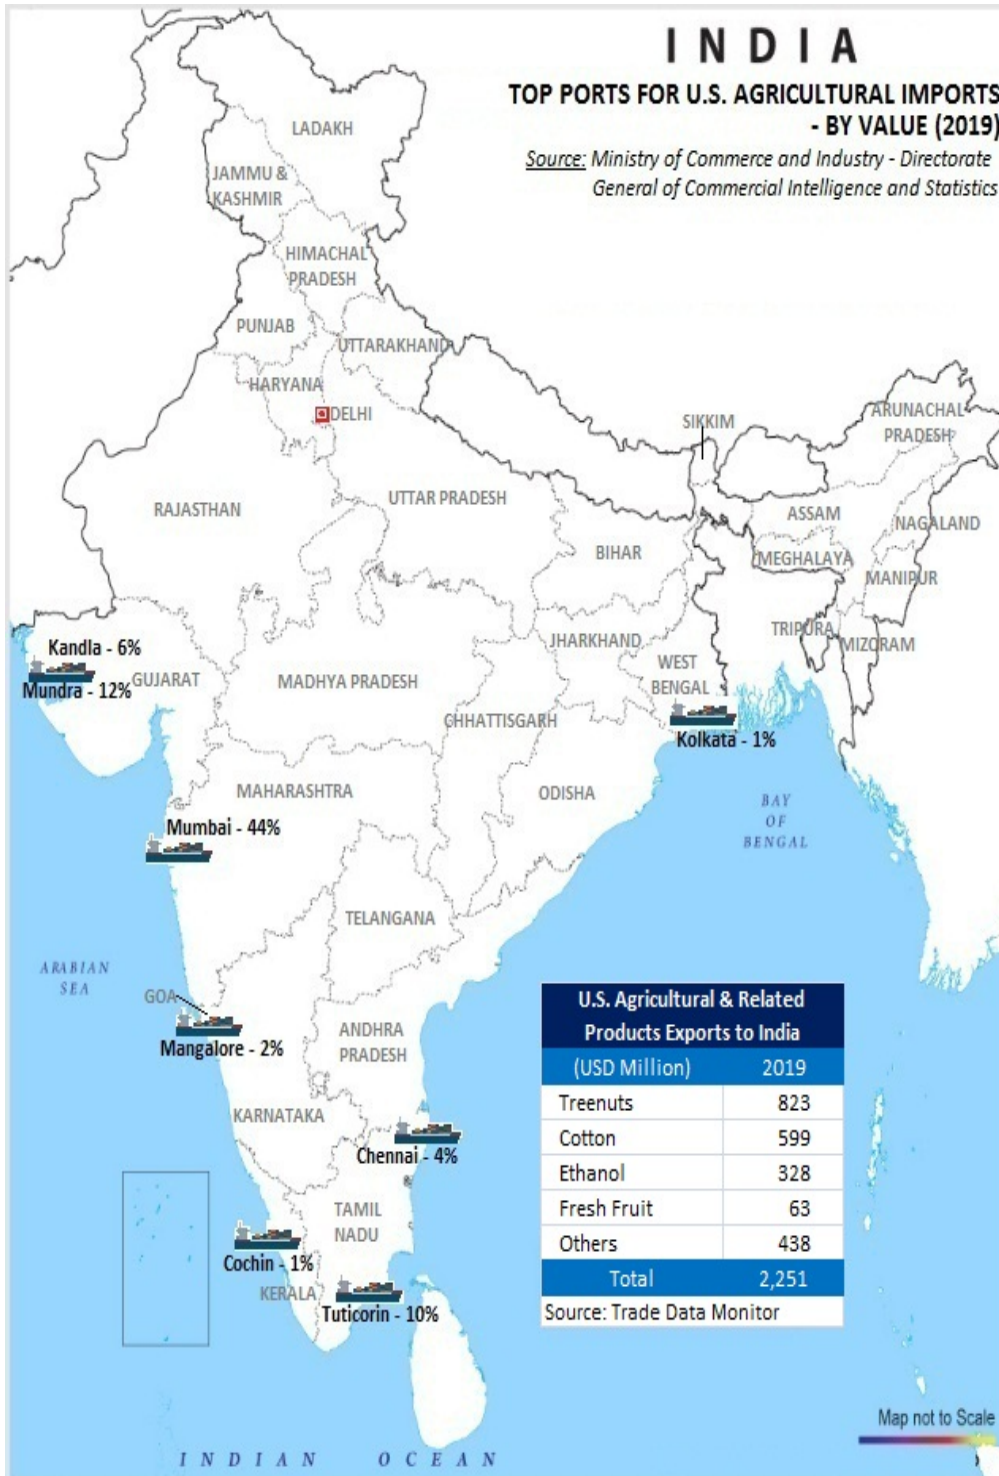 INDIA
TOP PORTS FOR U.S. AGRICULTURAL IMPORTS
- BY VALUE (2019)
Source: Ministry of Commerce and Industry - Directorate
General of Commercial Intelligence and Statistics
LADAKH
JAMMU &
KASHMIR
HIMACHAL
PRADESH
PUNJAB
UTTARAKHAND
HARYANA
DELHI
SIKKIM
ARUNACHAL
PRADESH
RAJASTHAN
UTTAR PRADESH
ASSAM
NAGALAND
BIHAR
MEGHALAYA
MANIPUR
TRIPURA
MIZORAM
JHARKHAND
WEST
BENGAL
Kandla - 6%
Mundra - 12%
GUJARAT
MADHYA PRADESH
CHHATTISGARH
Kolkata - 1%
MAHARASHTRA
ODISHA
BAY
OF
BENGAL
Mumbai - 44%
TELANGANA
ARABIAN
SEA
GOA
Mangalore - 2%
ANDHRA
PRADESH
KARNATAKA
Chennai - 4%
TAMIL
NADU
Cochin - 1%
KERALA
Tuticorin - 10%
U.S. Agricultural & Related
Products Exports to India
(USD Million) 2019
Treenuts 823
Cotton 599
Ethanol 328
Fresh Fruit 63
Others 438
Total 2,251
Source: Trade Data Monitor
Map not to Scale
INDIAN OCEAN